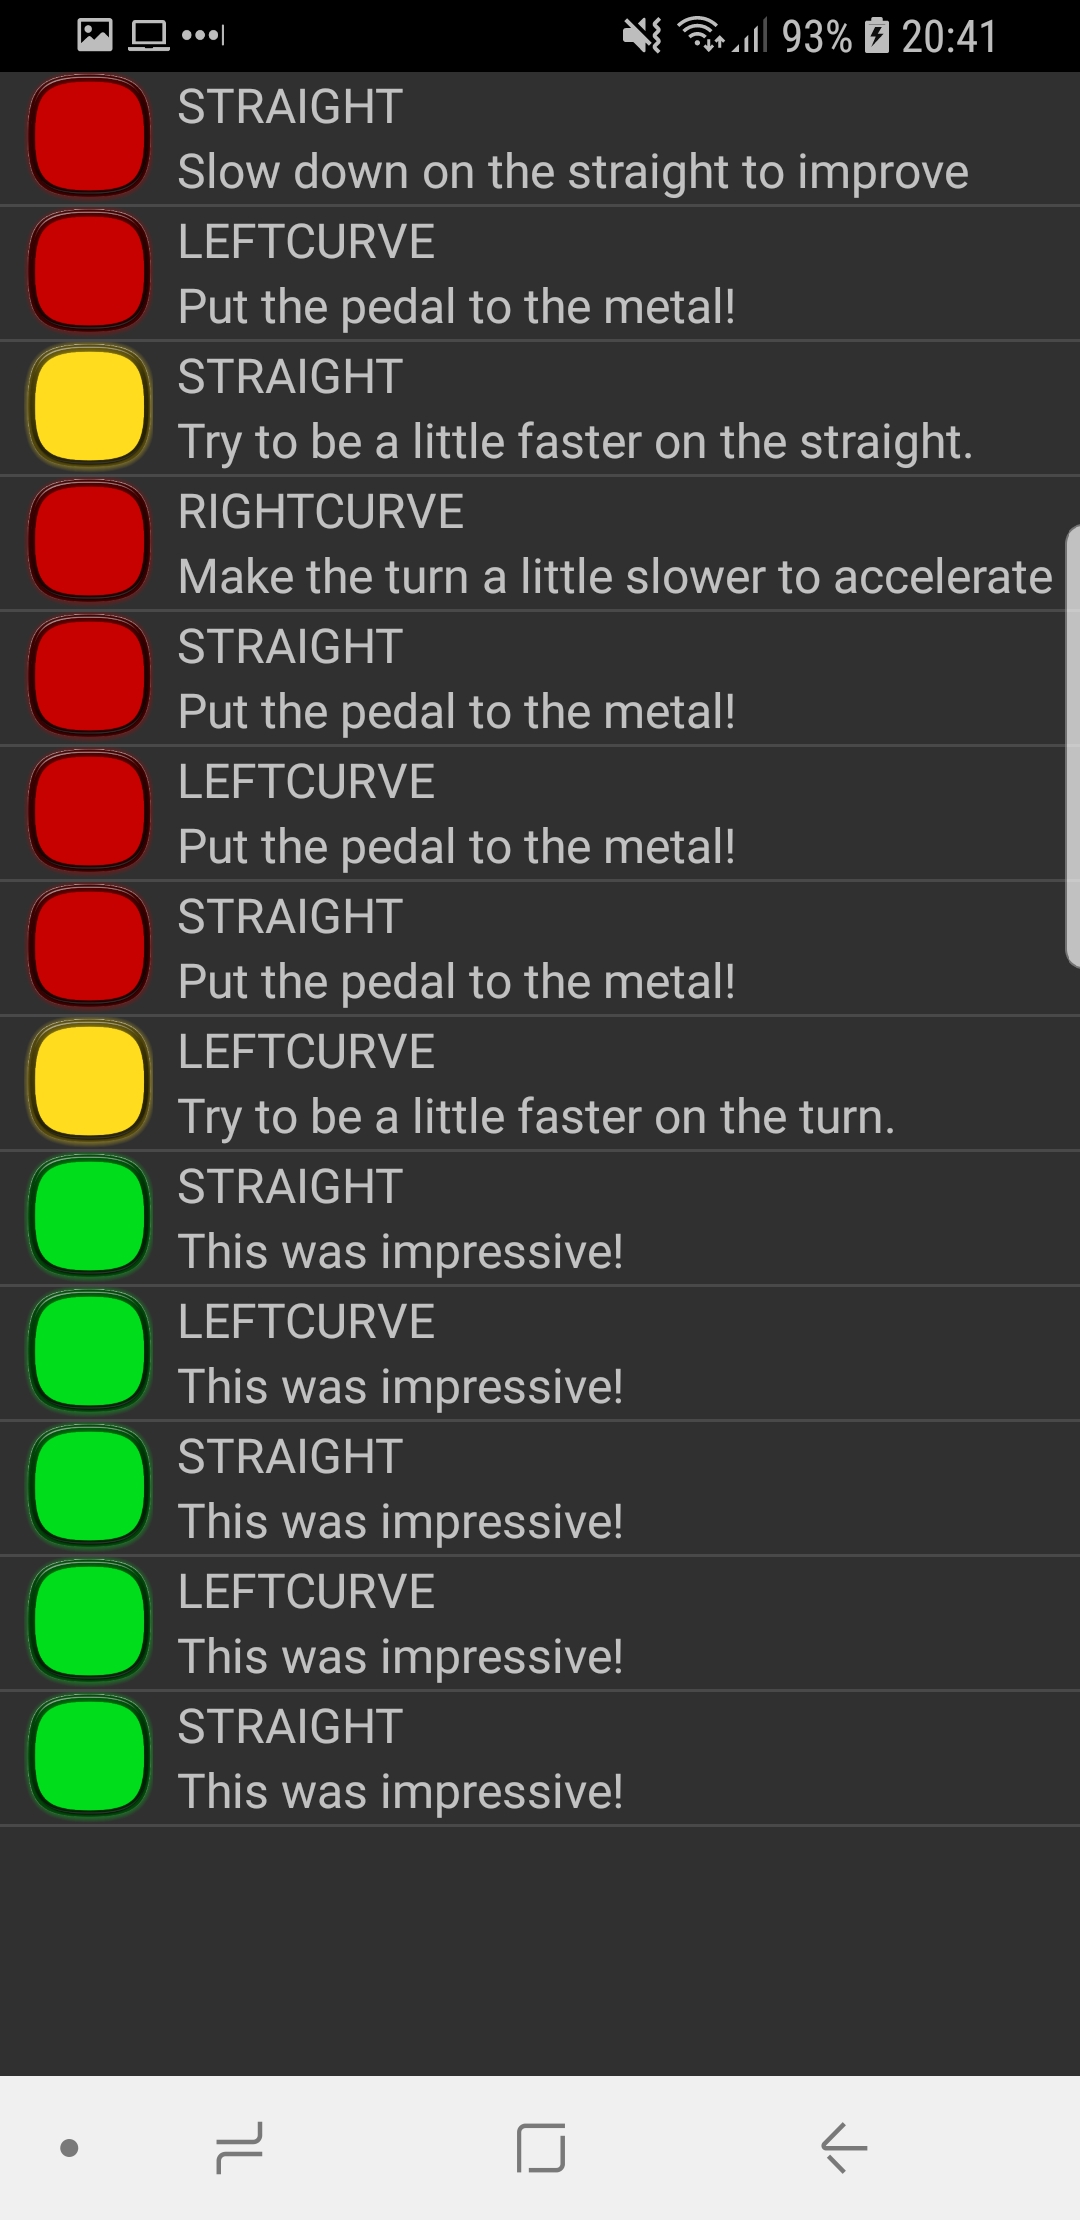 93% 20:41
STRAIGHT
Slow down on the straight to improve
LEFTCURVE
Put the pedal to the metal!
STRAIGHT
Try to be a little faster on the straight.
RIGHTCURVE
Make the turn a little slower to accelerate
STRAIGHT
Put the pedal to the metal!
LEFTCURVE
Put the pedal to the metal!
STRAIGHT
Put the pedal to the metal!
LEFTCURVE
Try to be a little faster on the turn.
STRAIGHT
This was impressive!
LEFTCURVE
This was impressive!
STRAIGHT
This was impressive!
LEFTCURVE
This was impressive!
STRAIGHT
This was impressive!